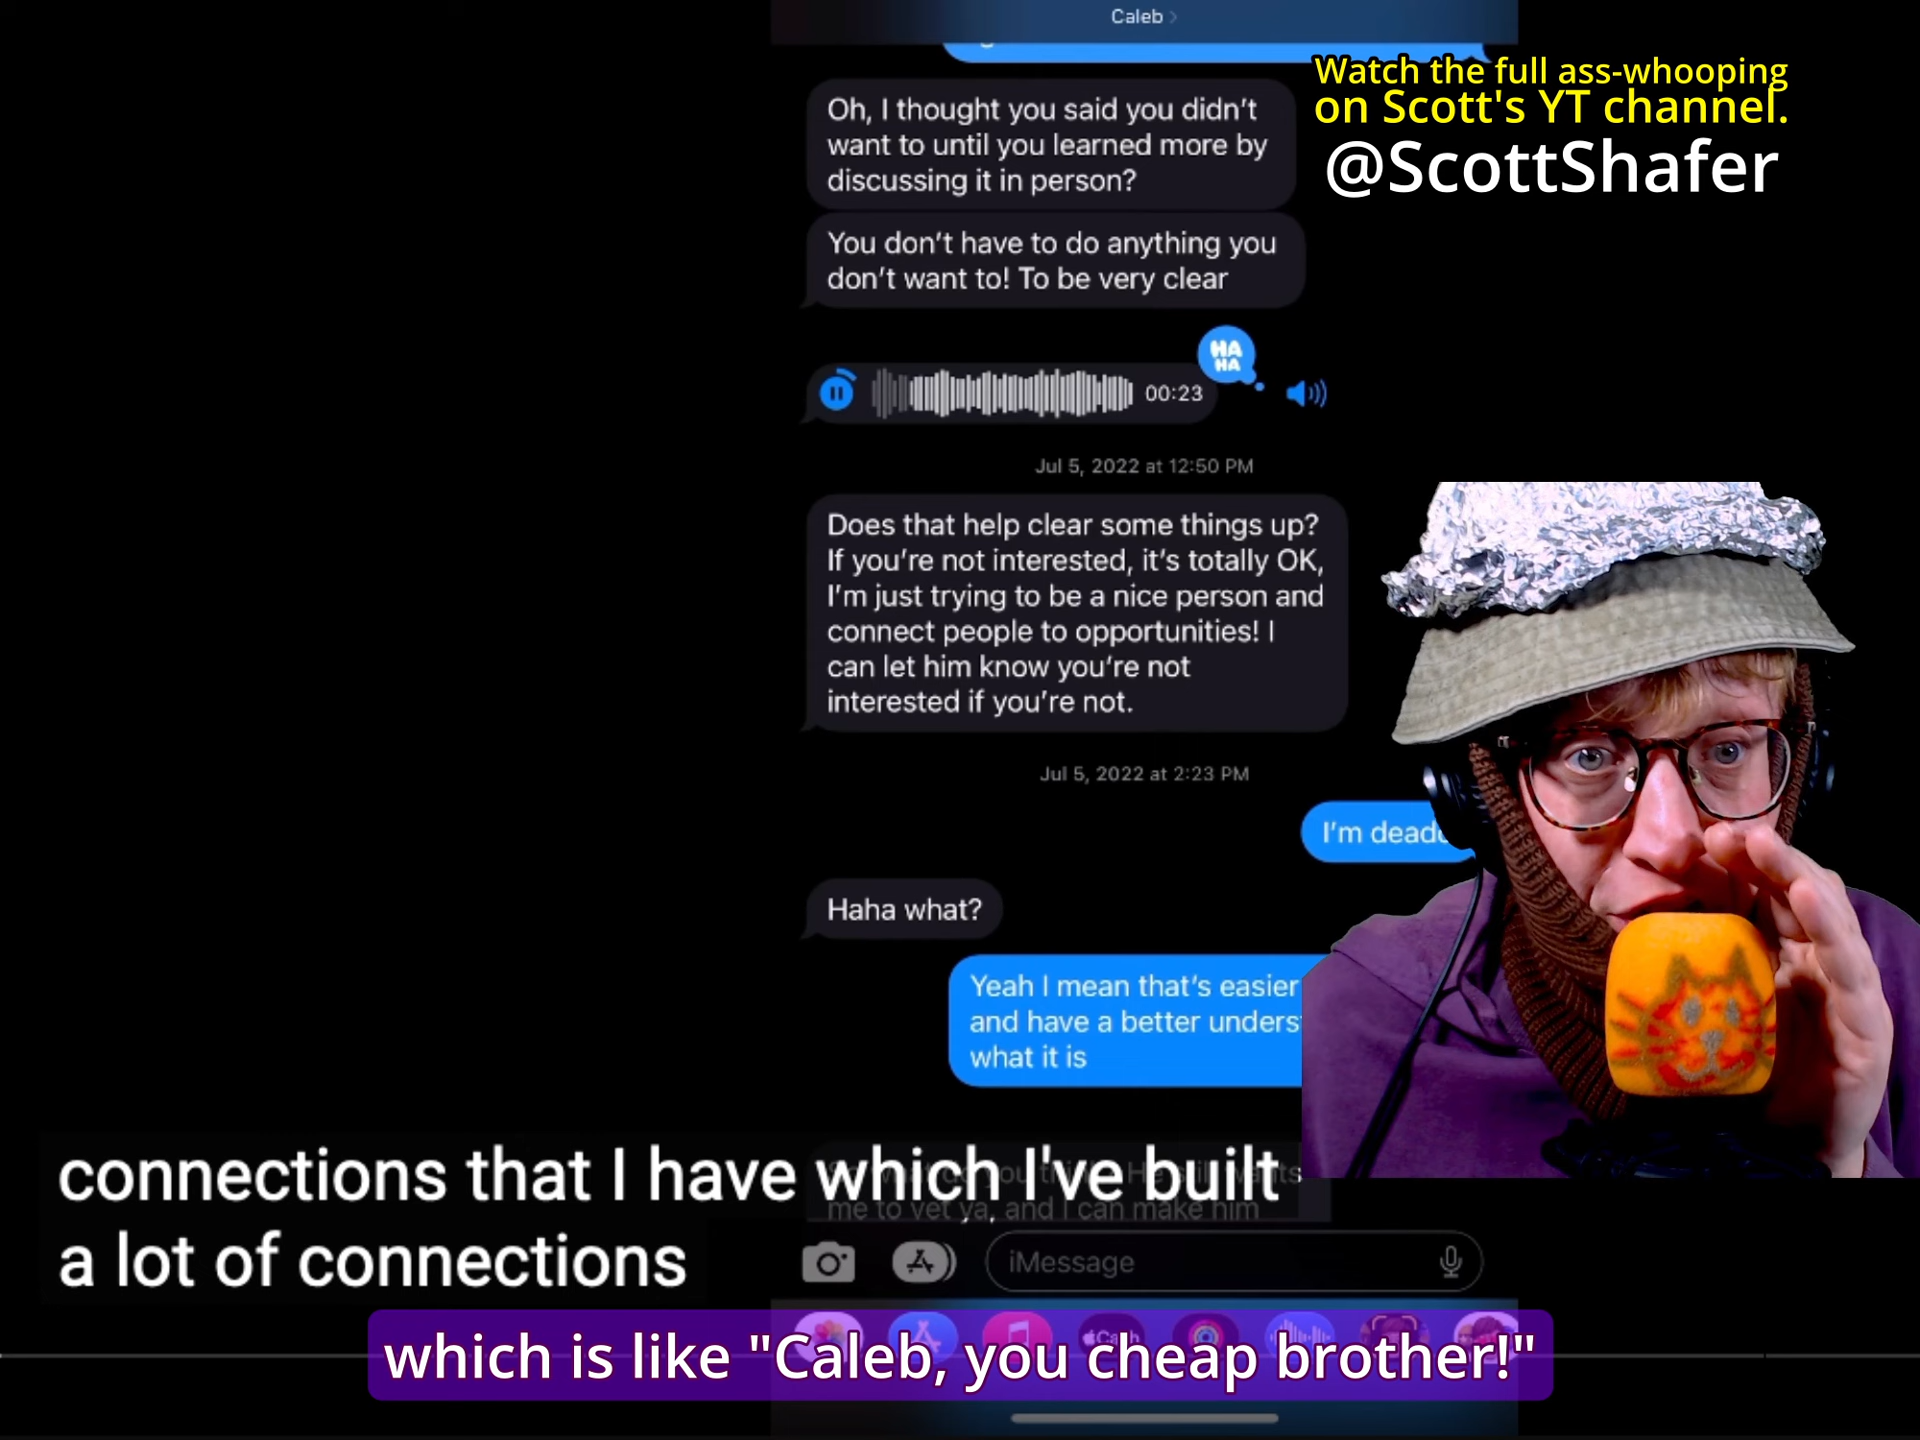 Caleb
Watch the full ass-whooping
on Scott's YT channel.
@ScottShafer
Oh, I thought you said you didn't
want to until you learned more by
discussing it in person?
You don't have to do anything you
don't want to! To be very clear
HA
HA
00:23
Jul 5, 2022 at 12:50 PM
Does that help clear some things up?
If you're not interested, it's totally OK,
I'm just trying to be a nice person and
connect people to opportunities! I
can let him know you're not
interested if you're not.
Jul 5, 2022 at 2:23 PM
I'm
Haha what?
Yeah I mean that's easier
and have a better
what it is
connections that I have which I've built
a lot of connections
me to vet ya, and I can make him
iMessage
Cash
which is like "Caleb, you cheap brother!"